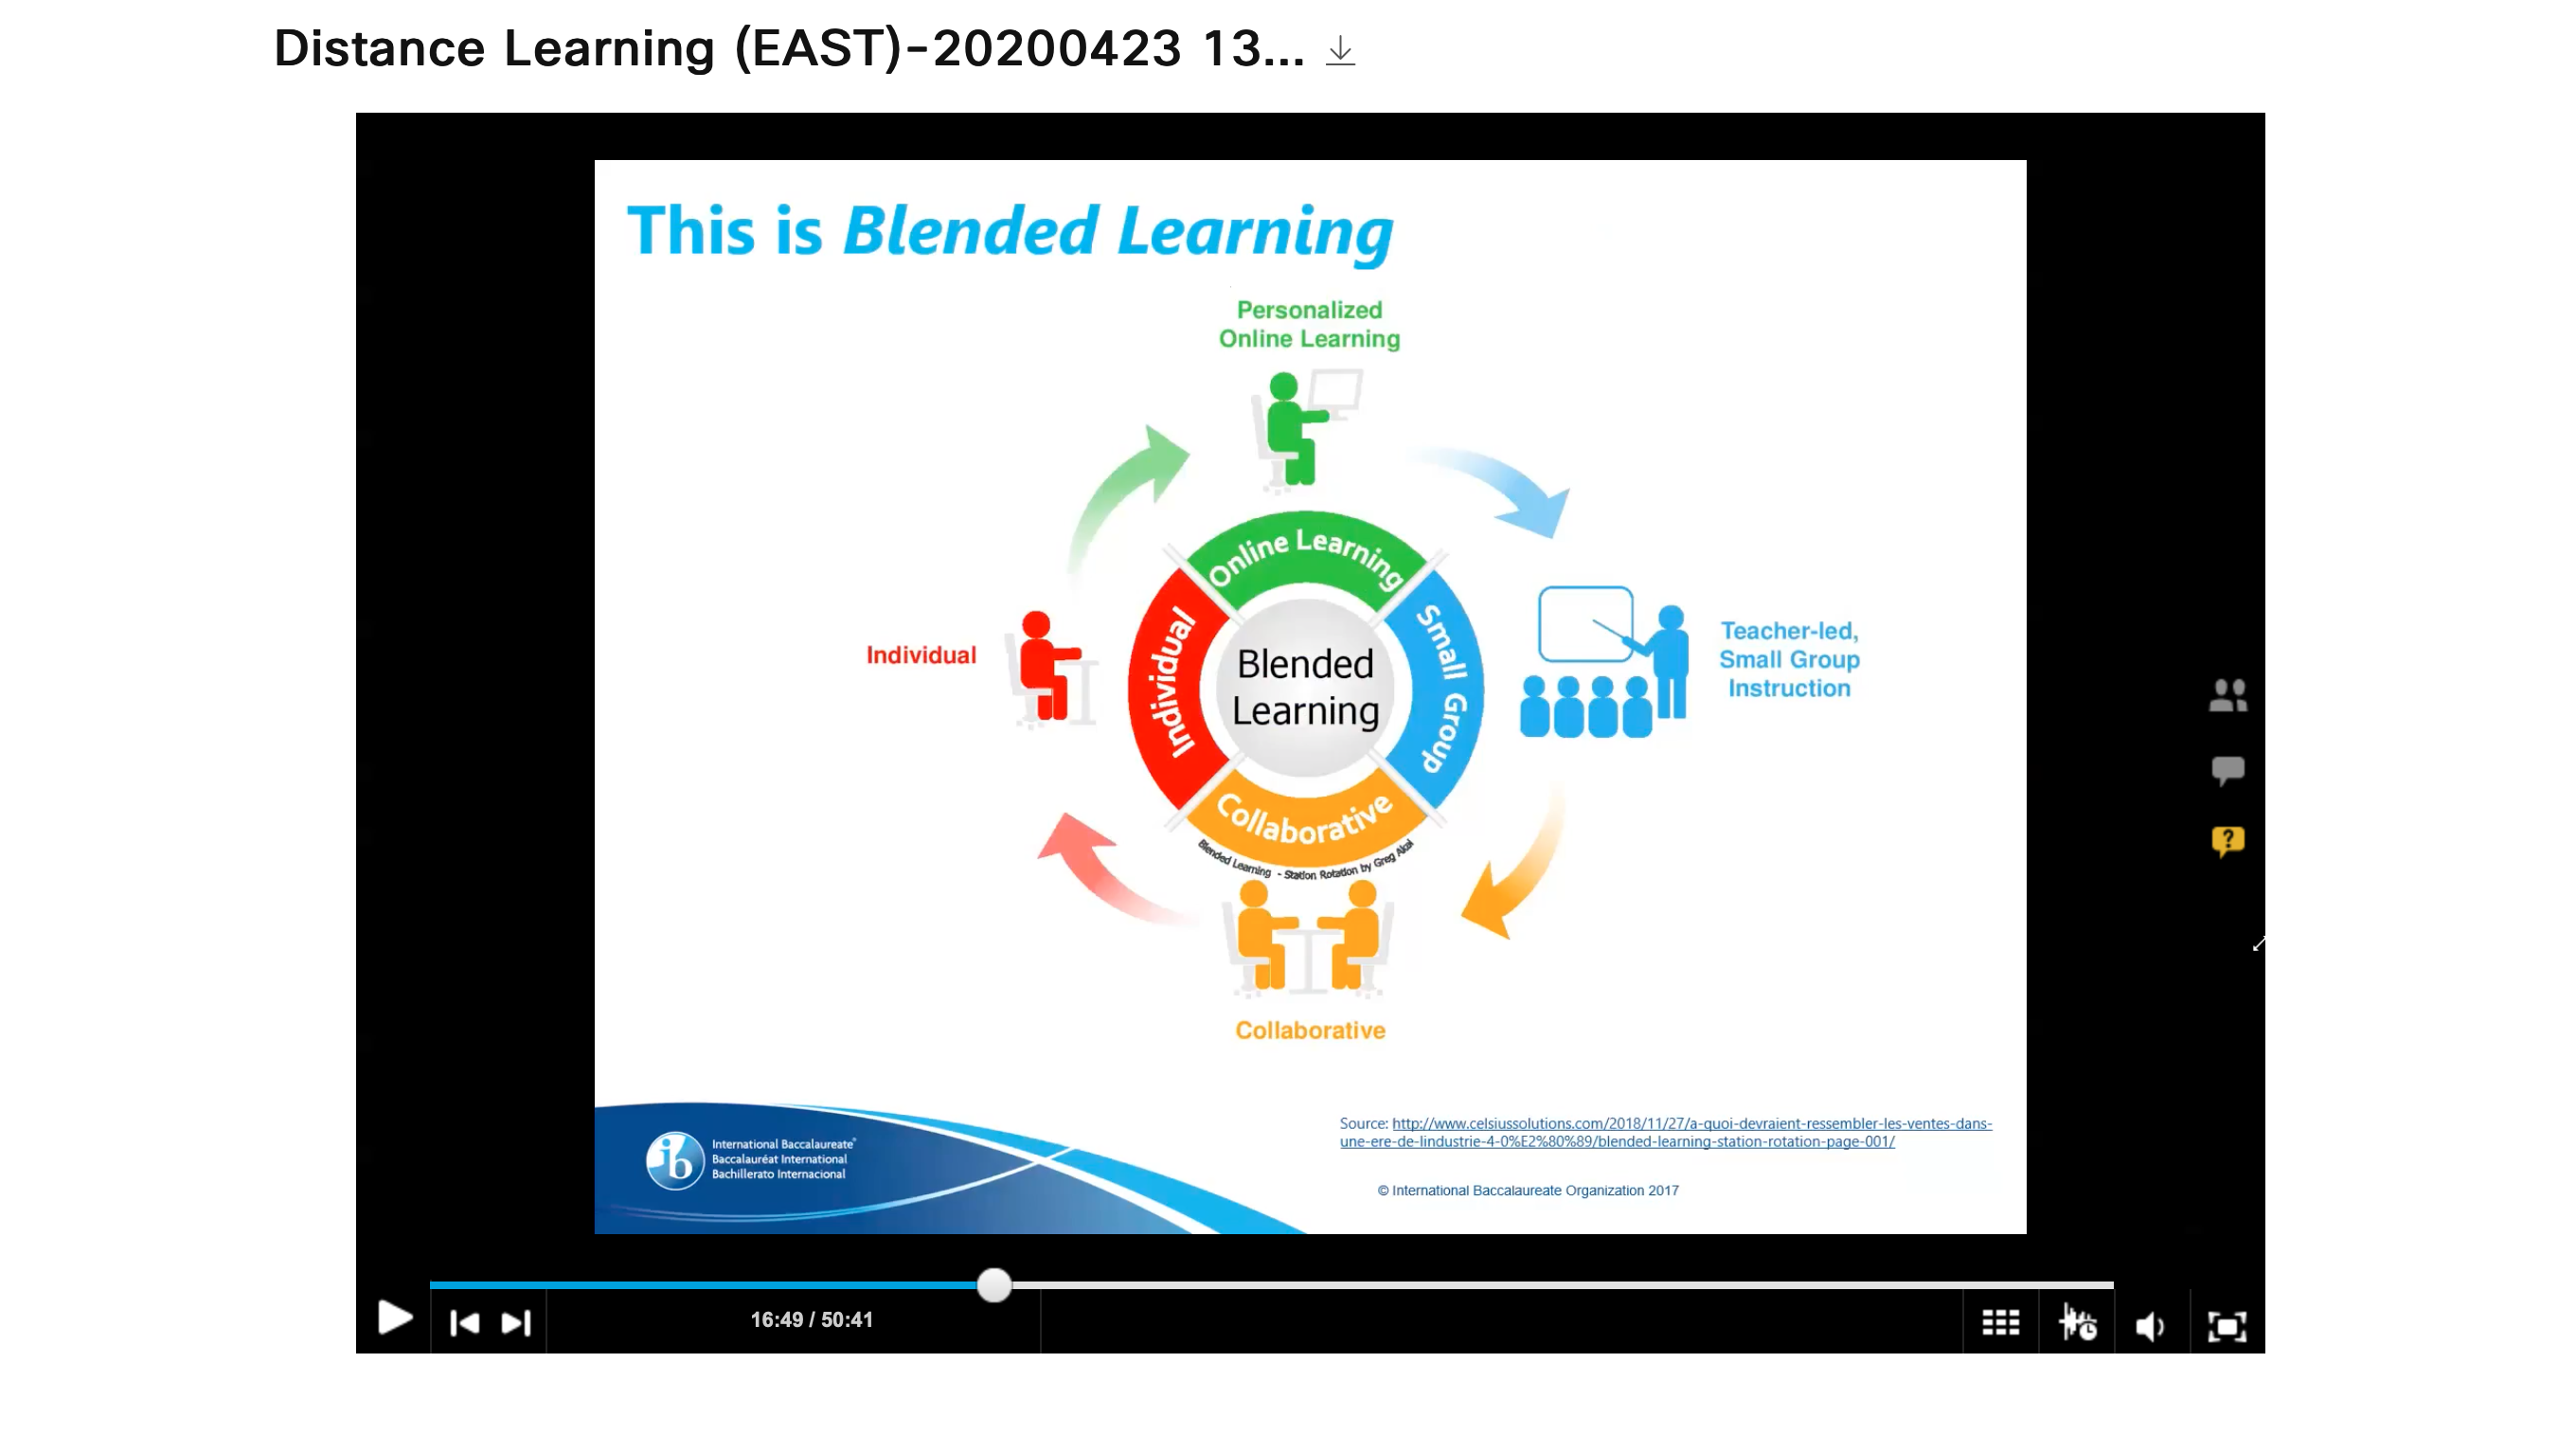 Distance Learning (EAST)-20200423 13...
This is Blended Learning
Personalized
Online Learning
Online Learning
Individual
Individual
Blended
Learning
Small Group
Teacher-led,
Small Group
Instruction
Collaborative
Blended Learning - Station Rotation by Greg Akai
Collaborative
Source: http://www.celsiussolutions.com/2018/11/27/a-quoi-devraient-ressembler-les-ventes-dans-
une-ere-de-lindustrie-4-0%E2%80%89/blended-learning-station-rotation-page-001/
ib
International Baccalaureate®
Baccalauréat International
Bachillerato Internacional
© International Baccalaureate Organization 2017
16:49 / 50:41